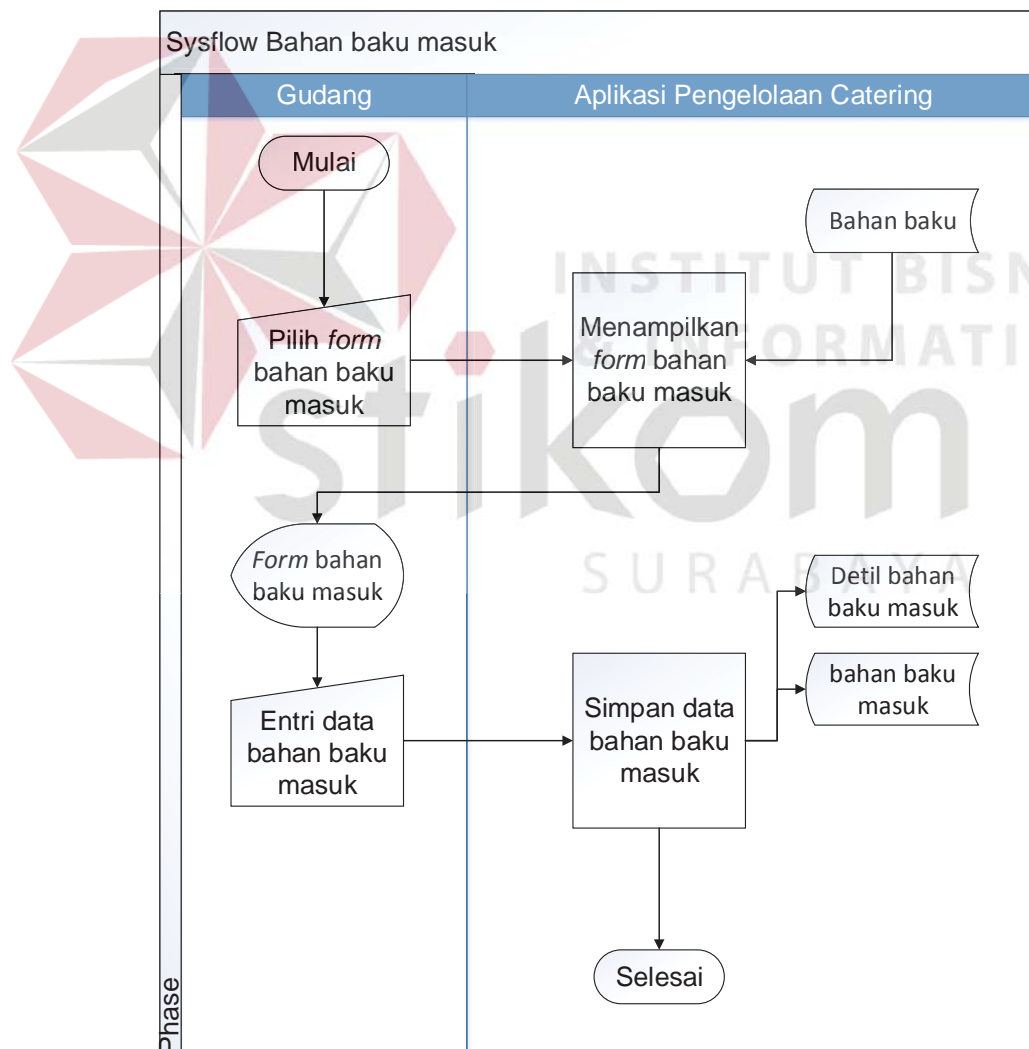 Sysflow Bahan baku masuk
Gudang
Aplikasi Pengelolaan Catering
Mulai
Bahan baku
Pilih form
bahan baku
masuk
Menampilkan
form bahan
baku masuk
Form bahan
baku masuk
Detil bahan
baku masuk
bahan baku
masuk
Entri data
bahan baku
masuk
Simpan data
bahan baku
masuk
Selesai
Phase
INSTITUT BISN
& INFORMATI
stikom
SURABAYA